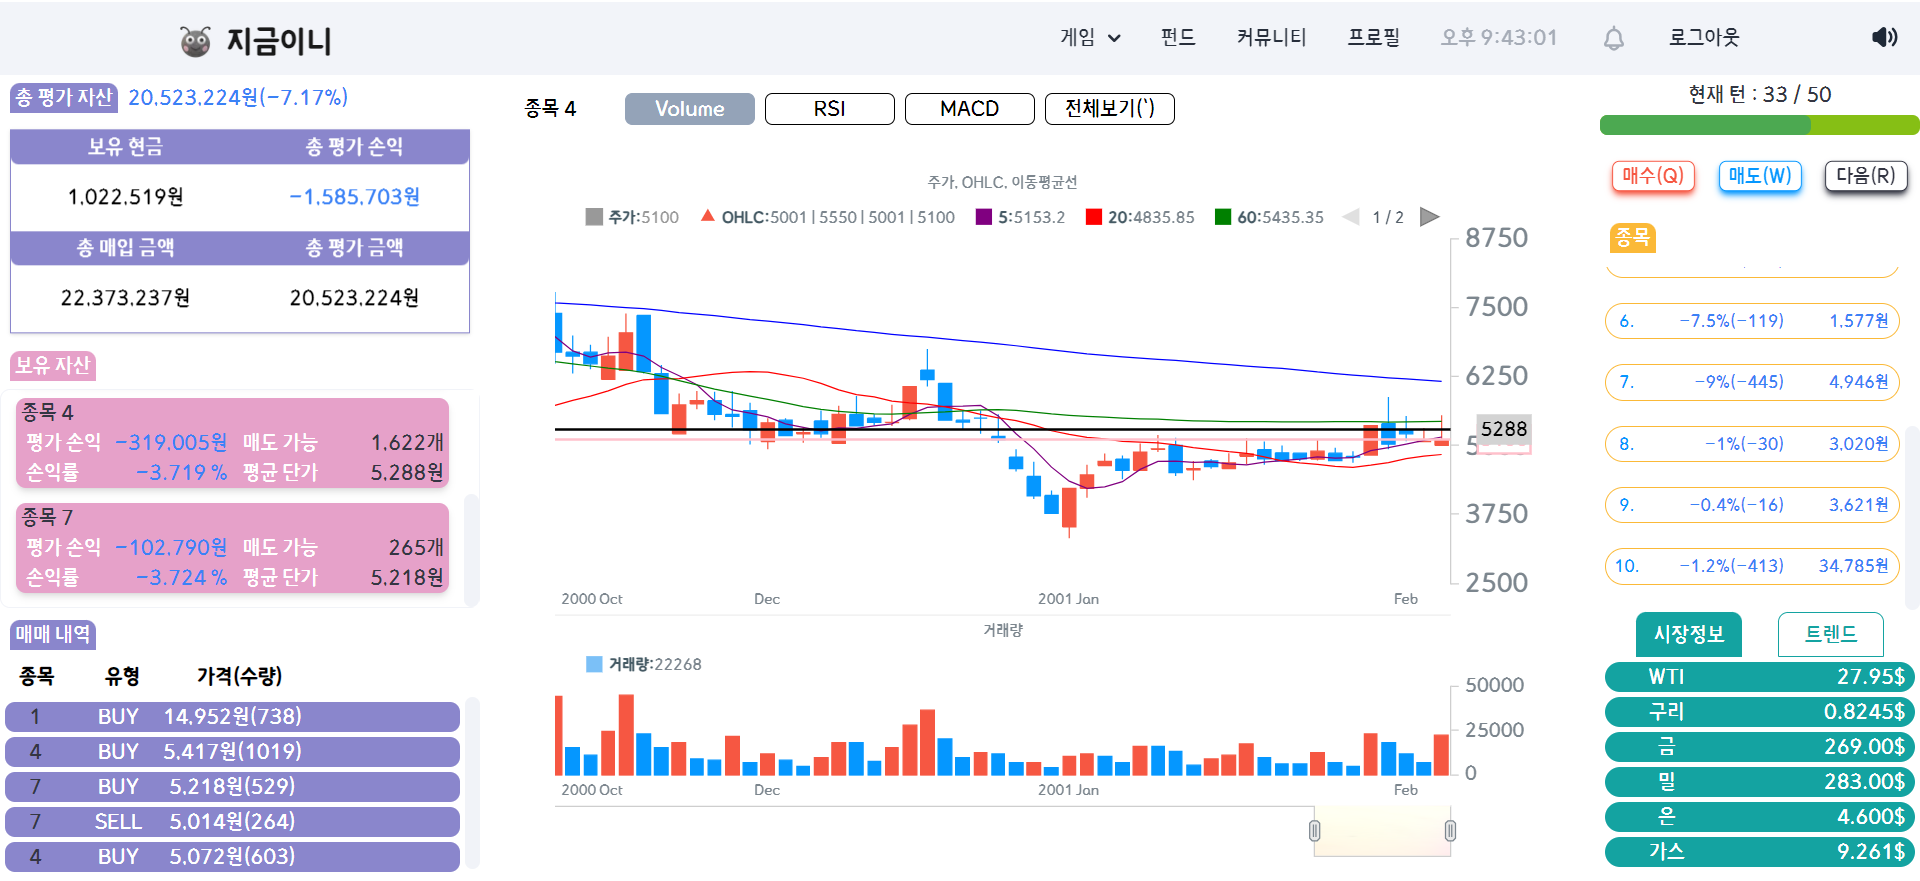 지금이니
게임 펀드 커뮤니티 프로필 오후 9:43:01 로그아웃
총 평가 자산 20,523,224원(-7.17%)
보유 현금 총 평가 손익
1,022,519원 -1,585,703원
총 매입 금액 총 평가 금액
22,373,237원 20,523,224원
보유 자산
종목 4
평가 손익 -319,005원 매도 가능 1,622개
손익률 -3.719 % 평균 단가 5,288원
종목 7
평가 손익 -102,790원 매도 가능 265개
손익률 -3.724 % 평균 단가 5,218원
매매 내역
종목 유형 가격(수량)
1 BUY 14,952원(738)
4 BUY 5,417원(1019)
7 BUY 5,218원(529)
7 SELL 5,014원(264)
4 BUY 5,072원(603)
종목 4 Volume RSI MACD 전체보기(`)
주가, OHLC, 이동평균선
주가:5100 OHLC:5001 | 5550 | 5001 | 5100 5:5153.2 20:4835.85 60:5435.35 1 / 2
8750
7500
6250
5288
3750
2500
2000 Oct Dec 2001 Jan Feb
거래량
거래량:22268
50000
25000
0
2000 Oct Dec 2001 Jan Feb
현재 턴 : 33 / 50
매수(Q) 매도(W) 다음(R)
종목
6. -7.5%(-119) 1,577원
7. -9%(-445) 4,946원
8. -1%(-30) 3,020원
9. -0.4%(-16) 3,621원
10. -1.2%(-413) 34,785원
시장정보 트렌드
WTI 27.95$
구리 0.8245$
금 269.00$
밀 283.00$
은 4.600$
가스 9.261$